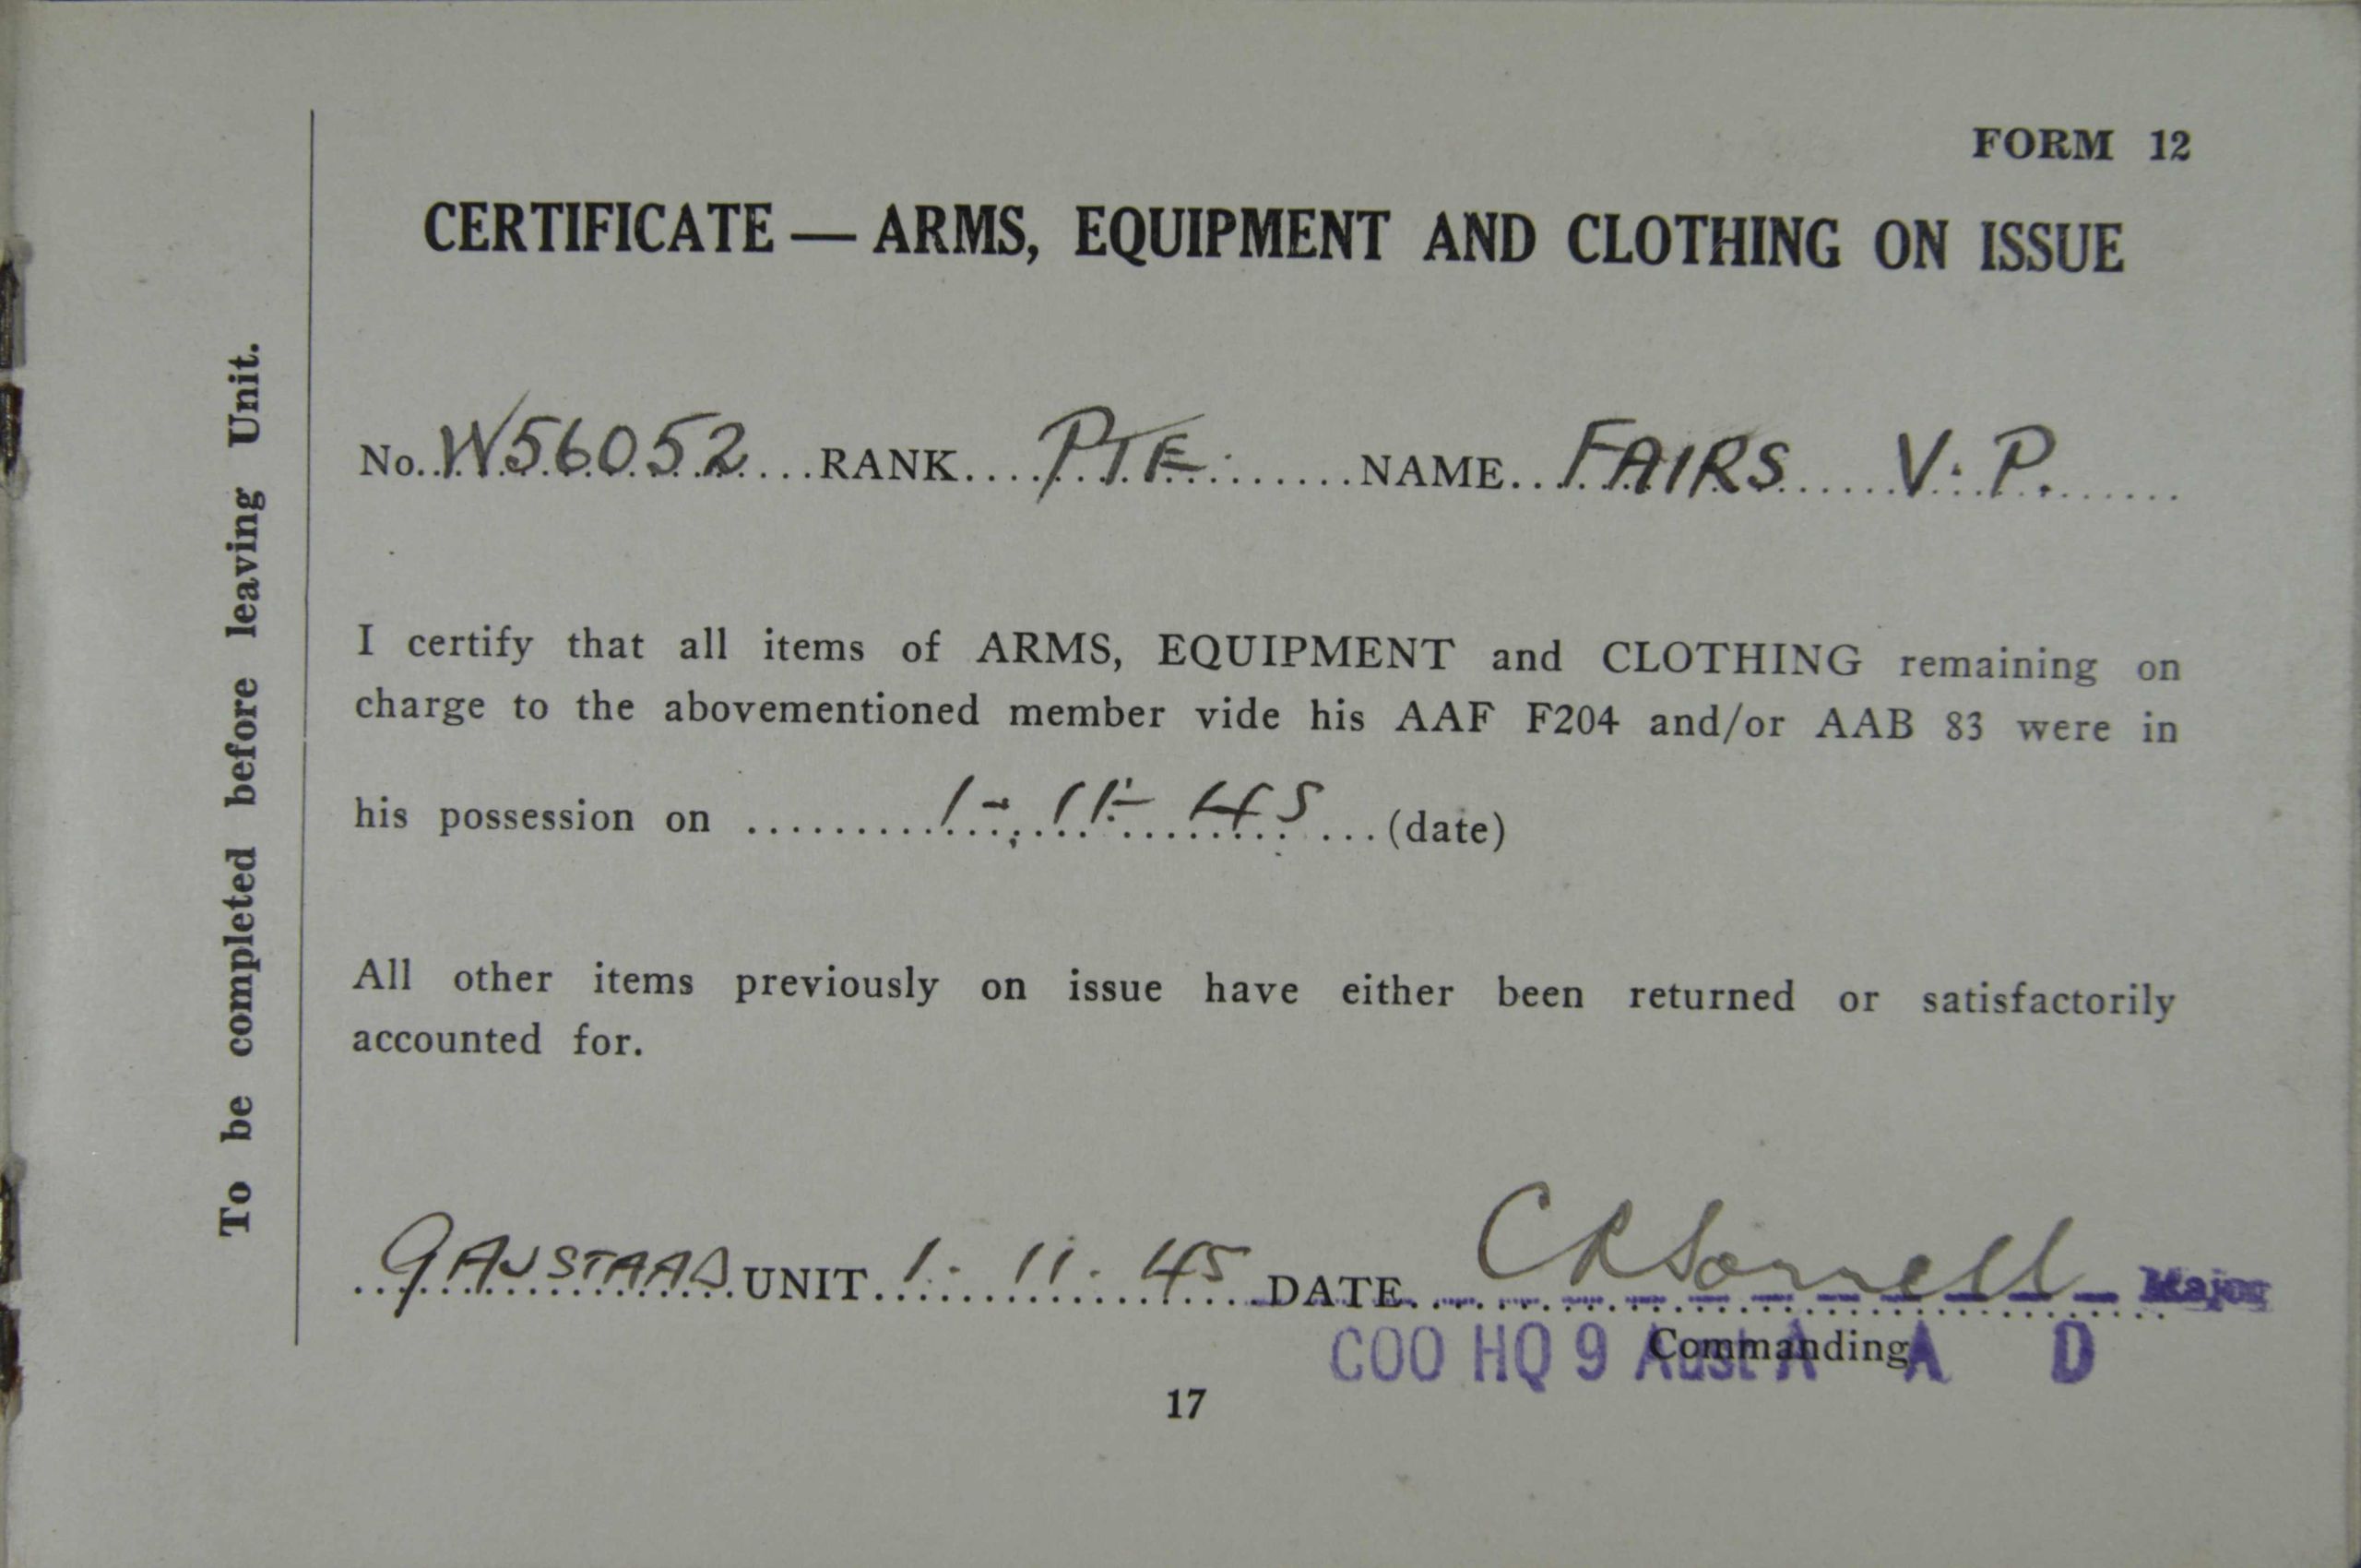 FORM 12
CERTIFICATE — ARMS, EQUIPMENT AND CLOTHING ON ISSUE
To be completed before leaving Unit.
No. W56052 RANK PTE. NAME FAIRS V. P.
I certify that all items of ARMS, EQUIPMENT and CLOTHING remaining on
charge to the abovementioned member vide his AAF F204 and/or AAB 83 were in
his possession on 1-11-45 (date)
All other items previously on issue have either been returned or satisfactorily
accounted for.
9 AUSTAAD UNIT 1. 11. 45 DATE CRSorrell Major
COO HQ 9 Aust A A D
Commanding
17